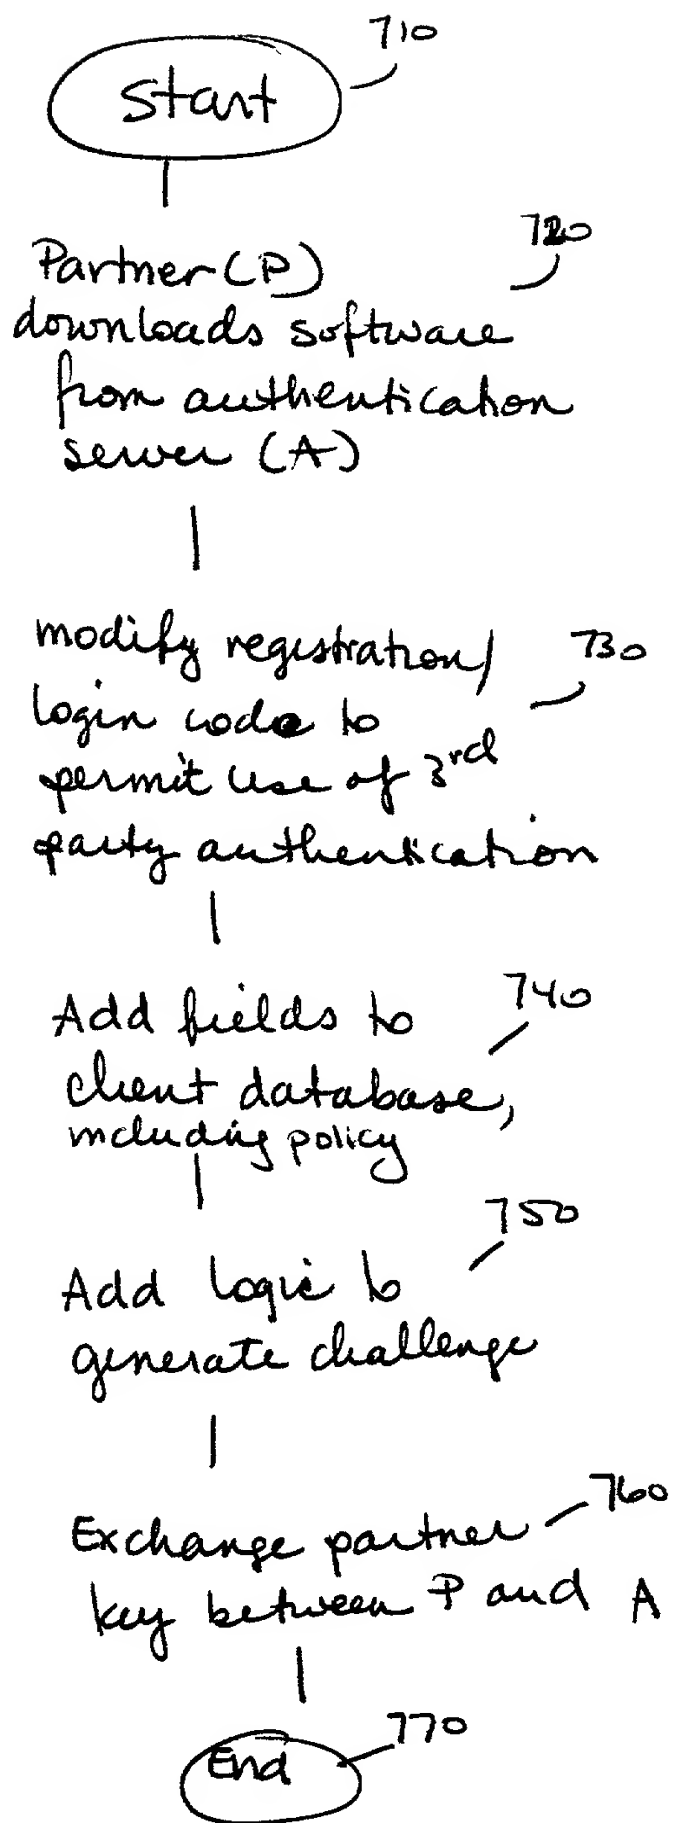 710
Start
720
Partner (P)
downloads software
from authentication
server (A)
modify registration/
730
login code to
permit use of 3rd
party authentication
740
Add fields to
client database,
including policy
750
Add logic to
generate challenge
760
Exchange partner
key between P and A
770
End